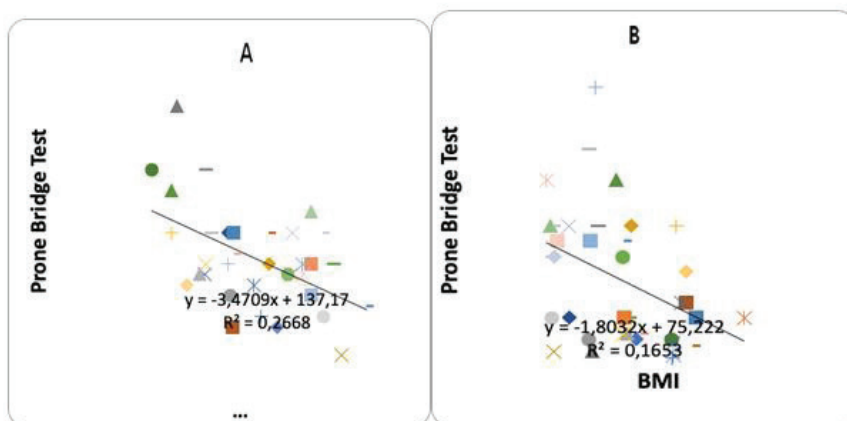 A
Prone Bridge Test
y = -3,4709x + 137,17
R² = 0,2668
...
B
Prone Bridge Test
y = -1,8032x + 75,222
R² = 0,1653
BMI